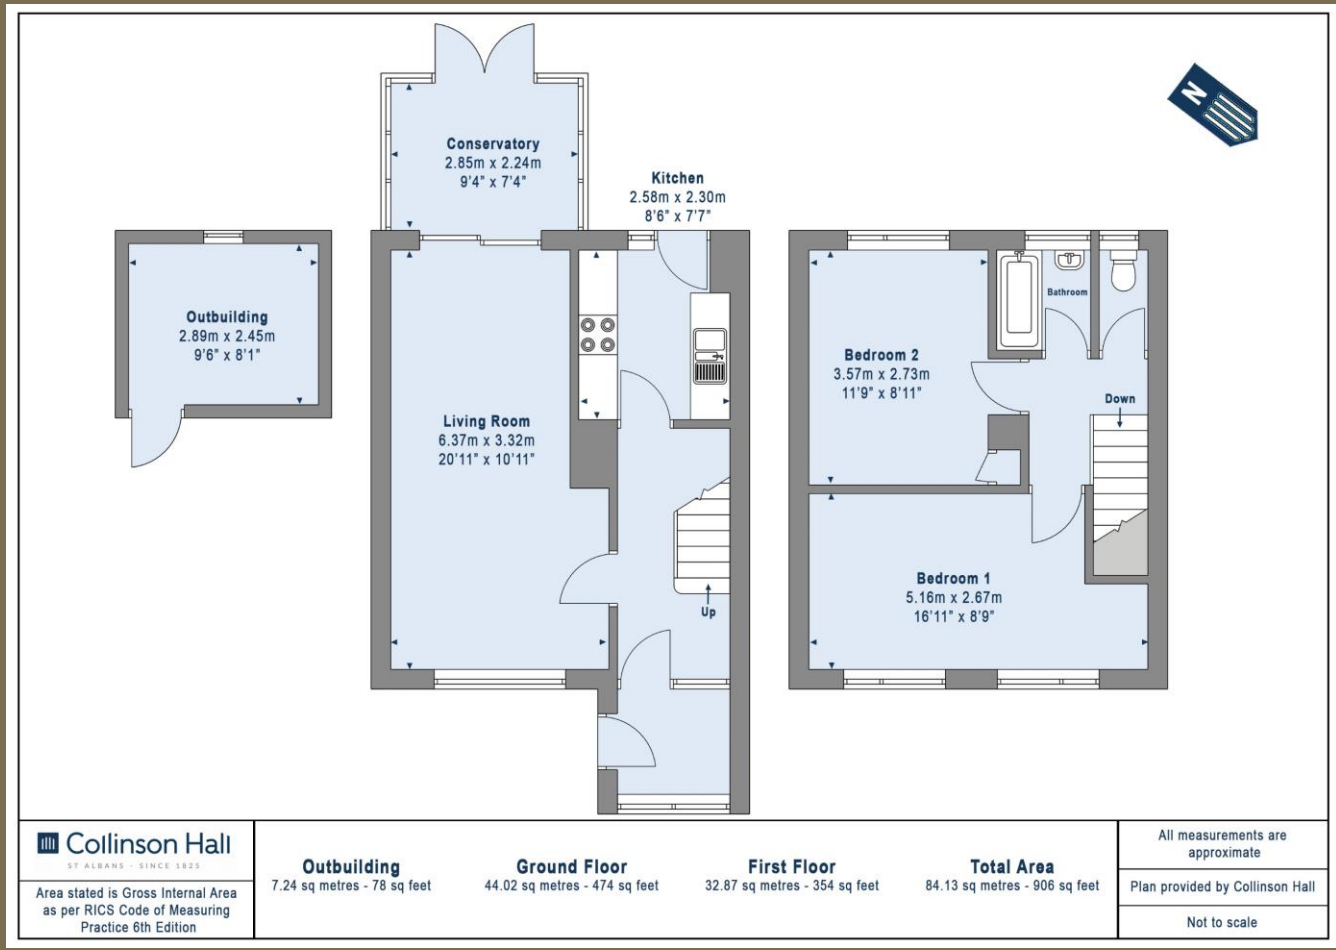 N
Conservatory
2.85m x 2.24m
9'4" x 7'4"
Kitchen
2.58m x 2.30m
8'6" x 7'7"
Outbuilding
2.89m x 2.45m
9'6" x 8'1"
Living Room
6.37m x 3.32m
20'11" x 10'11"
Up
Bathroom
Bedroom 2
3.57m x 2.73m
11'9" x 8'11"
Down
Bedroom 1
5.16m x 2.67m
16'11" x 8'9"
Collinson Hall
ST ALBANS - SINCE 1825
Area stated is Gross Internal Area
as per RICS Code of Measuring
Practice 6th Edition
Outbuilding
7.24 sq metres - 78 sq feet
Ground Floor
44.02 sq metres - 474 sq feet
First Floor
32.87 sq metres - 354 sq feet
Total Area
84.13 sq metres - 906 sq feet
All measurements are
approximate
Plan provided by Collinson Hall
Not to scale